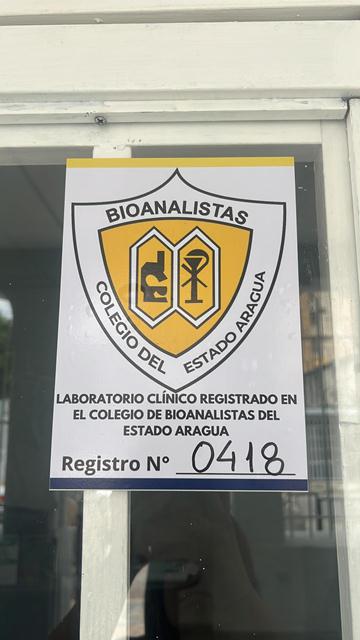 BIOANALISTAS
COLEGIO DEL ESTADO ARAGUA
LABORATORIO CLÍNICO REGISTRADO EN
EL COLEGIO DE BIOANALISTAS DEL
ESTADO ARAGUA
Registro N° 0418